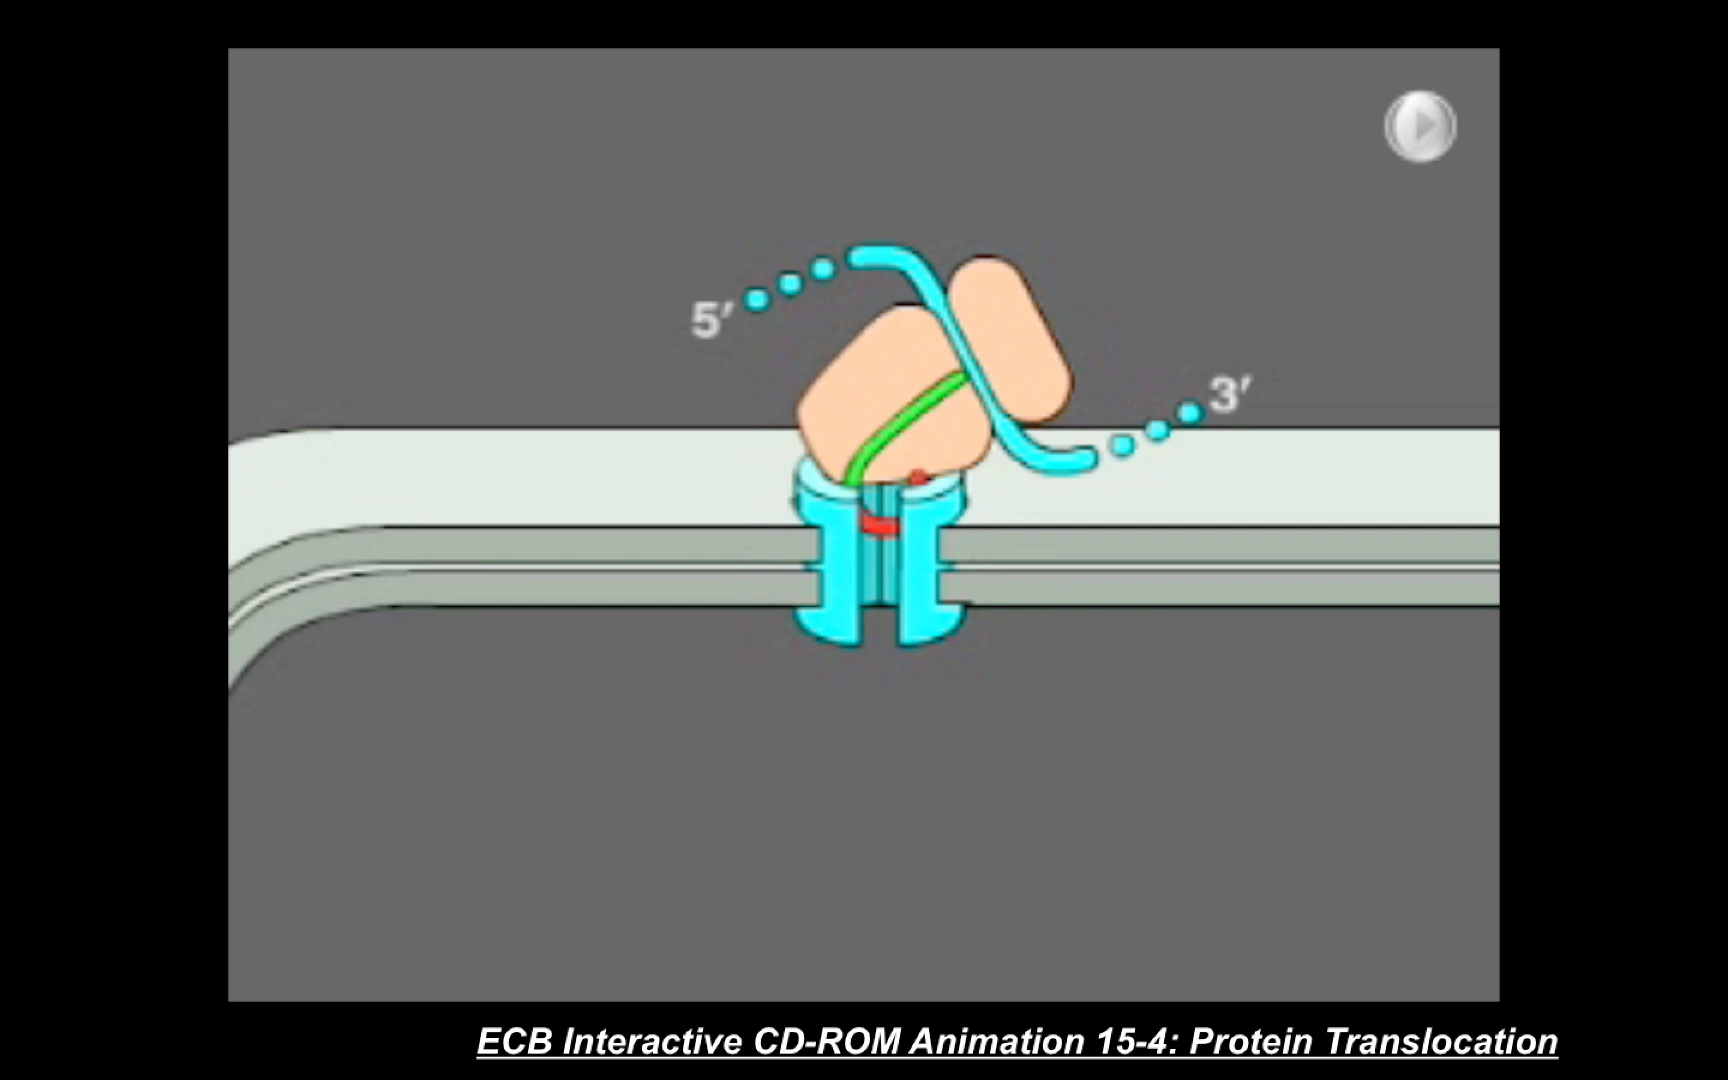 5′
3′
ECB Interactive CD-ROM Animation 15-4: Protein Translocation